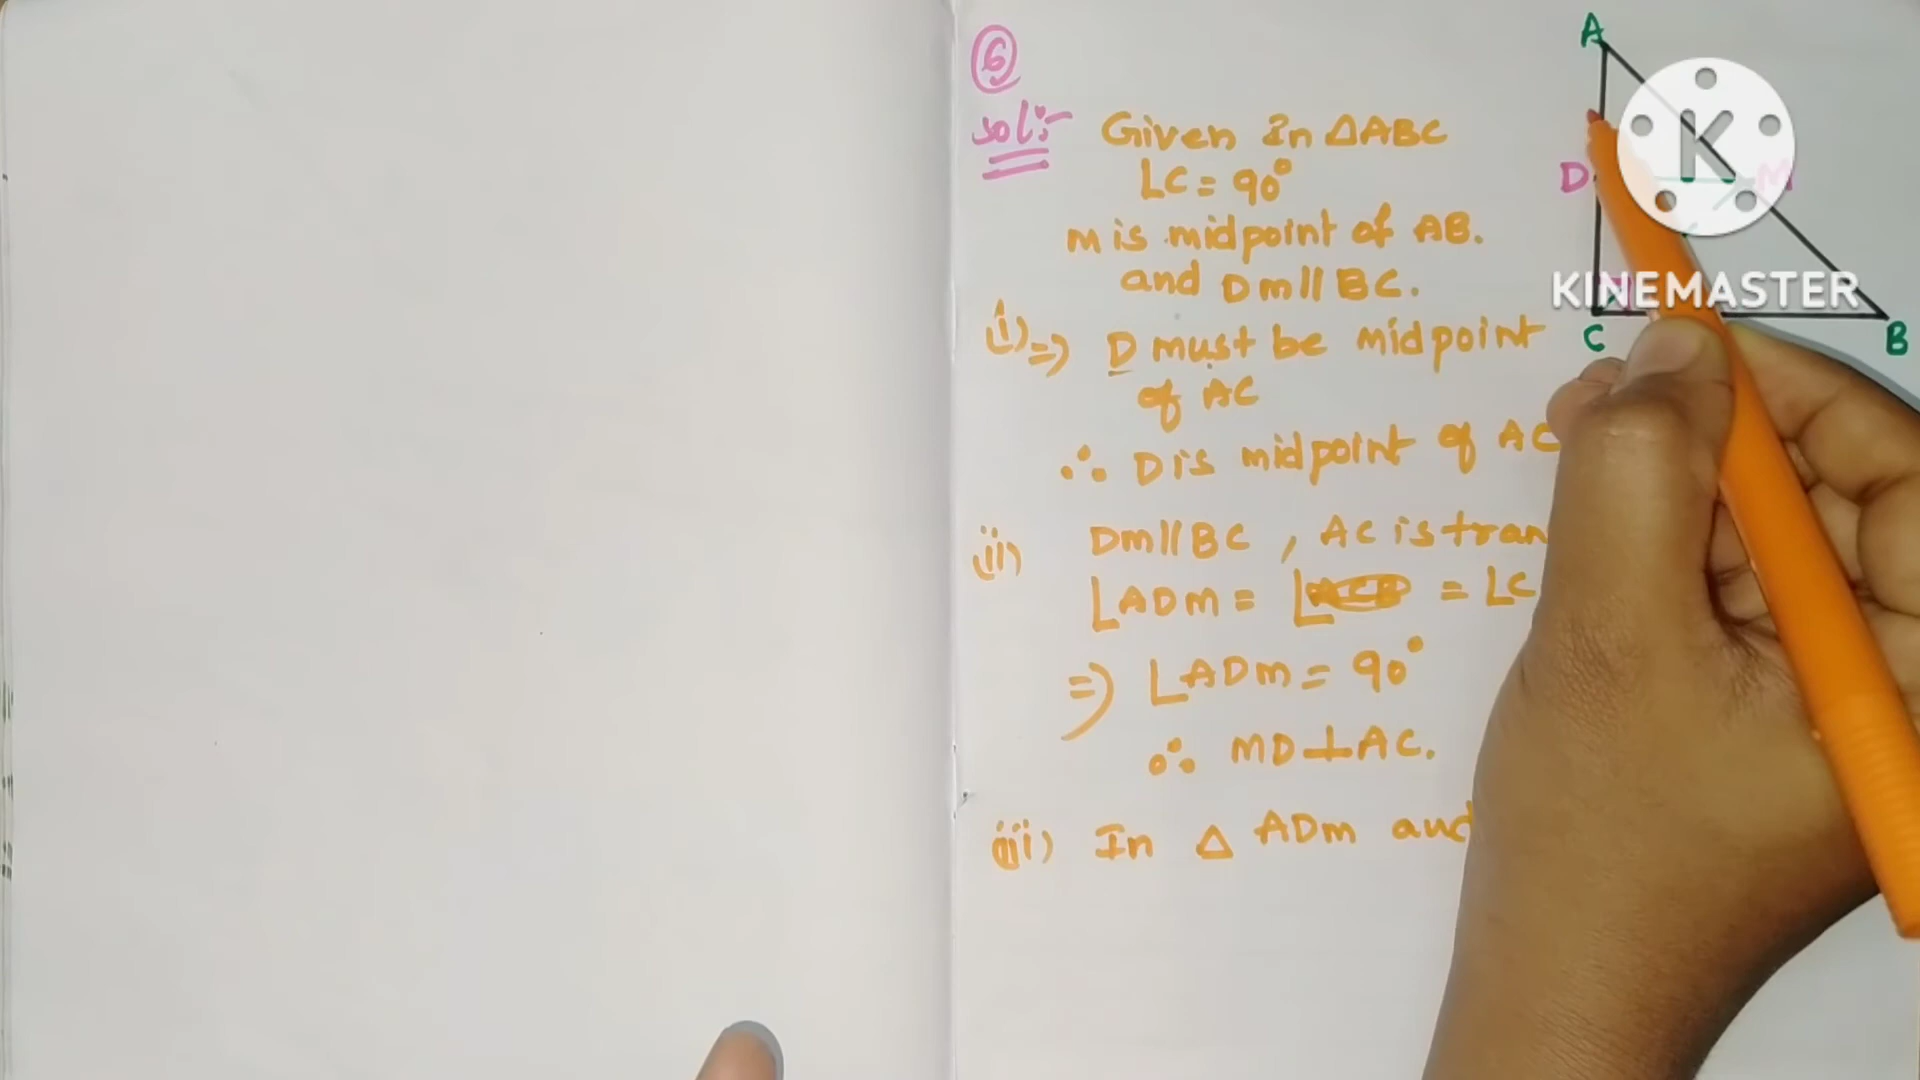 6
Sol:-
Given In △ABC
∟C = 90°
m is midpoint of AB.
and Dm∥BC.
(i) ⇒ D must be midpoint
of AC
∴ D is midpoint of AC
(ii) Dm∥BC, AC is tran
∟ADm = ∟ = ∟C
⇒ ∟ADm = 90°
∴ MD⊥AC.
(iii) In △ ADm and
A
D M
C B
K
KINEMASTER